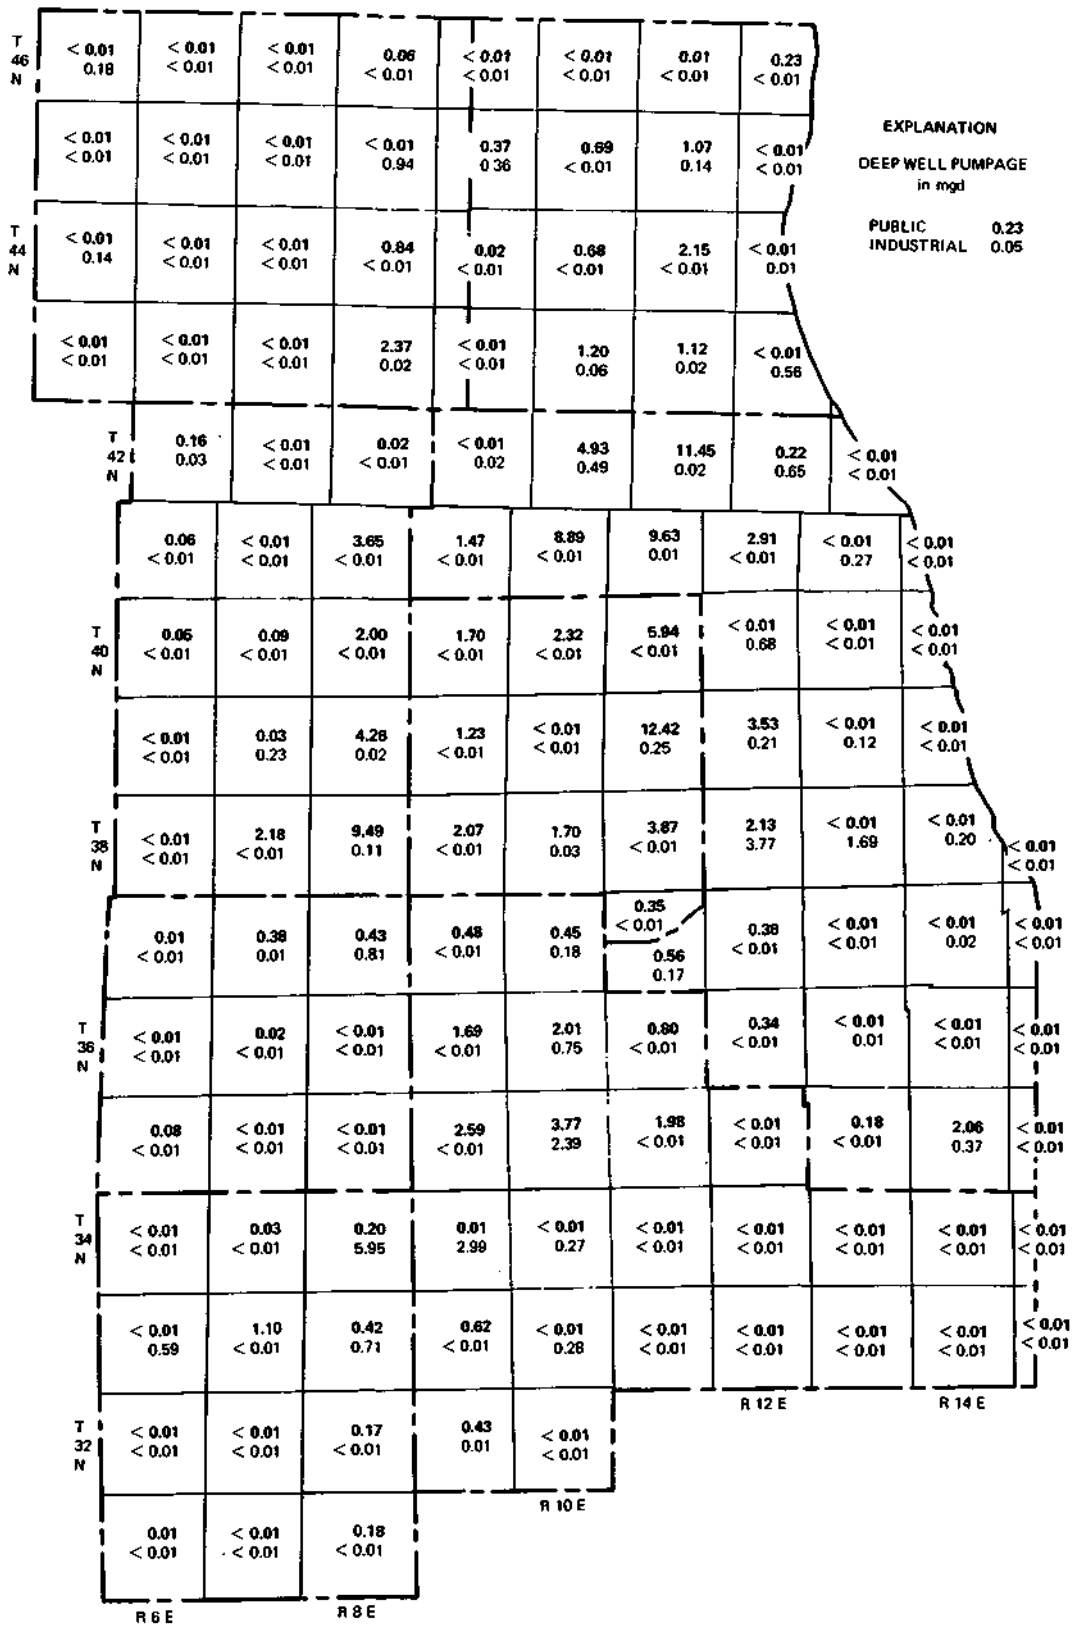 T
46
N
< 0.01 < 0.01 < 0.01 0.06 < 0.01 < 0.01 0.01 0.23
0.18 < 0.01 < 0.01 < 0.01 < 0.01 < 0.01 < 0.01 < 0.01
EXPLANATION
DEEP WELL PUMPAGE
in mgd
PUBLIC 0.23
INDUSTRIAL 0.05
< 0.01 < 0.01 < 0.01 < 0.01 0.37 0.69 1.07 < 0.01
< 0.01 < 0.01 < 0.01 0.94 0.36 < 0.01 0.14 < 0.01
T
44
N
< 0.01 < 0.01 < 0.01 0.84 0.02 0.68 2.15 < 0.01
0.14 < 0.01 < 0.01 < 0.01 < 0.01 < 0.01 < 0.01 0.01
< 0.01 < 0.01 < 0.01 2.37 < 0.01 1.20 1.12 < 0.01
< 0.01 < 0.01 < 0.01 0.02 < 0.01 0.06 0.02 0.56
T
42
N
0.16 < 0.01 0.02 < 0.01 4.93 11.45 0.22 < 0.01
0.03 < 0.01 < 0.01 0.02 0.49 0.02 0.65 < 0.01
0.06 < 0.01 3.65 1.47 8.89 9.63 2.91 < 0.01 < 0.01
< 0.01 < 0.01 < 0.01 < 0.01 < 0.01 0.01 < 0.01 0.27 < 0.01
T
40
N
0.05 0.09 2.00 1.70 2.32 5.94 < 0.01 < 0.01 < 0.01
< 0.01 < 0.01 < 0.01 < 0.01 < 0.01 < 0.01 0.68 < 0.01 < 0.01
< 0.01 0.03 4.28 1.23 < 0.01 12.42 3.53 < 0.01 < 0.01
< 0.01 0.23 0.02 < 0.01 < 0.01 0.25 0.21 0.12 < 0.01
T
38
N
< 0.01 2.18 9.49 2.07 1.70 3.87 2.13 < 0.01 < 0.01 < 0.01
< 0.01 < 0.01 0.11 < 0.01 0.03 < 0.01 3.77 1.69 0.20 < 0.01
0.35
< 0.01
0.01 0.38 0.43 0.48 0.45 0.56 0.38 < 0.01 < 0.01 < 0.01
< 0.01 0.01 0.81 < 0.01 0.18 0.17 < 0.01 < 0.01 0.02 < 0.01
T
36
N
< 0.01 0.02 < 0.01 1.69 2.01 0.80 0.34 < 0.01 < 0.01 < 0.01
< 0.01 < 0.01 < 0.01 < 0.01 0.75 < 0.01 < 0.01 0.01 < 0.01 < 0.01
0.08 < 0.01 < 0.01 2.59 3.77 1.98 < 0.01 0.18 2.06 < 0.01
< 0.01 < 0.01 < 0.01 < 0.01 2.39 < 0.01 < 0.01 < 0.01 0.37 < 0.01
T
34
N
< 0.01 0.03 0.20 0.01 < 0.01 < 0.01 < 0.01 < 0.01 < 0.01 < 0.01
< 0.01 < 0.01 5.95 2.99 0.27 < 0.01 < 0.01 < 0.01 < 0.01 < 0.01
< 0.01 1.10 0.42 0.62 < 0.01 < 0.01 < 0.01 < 0.01 < 0.01 < 0.01
0.59 < 0.01 0.71 < 0.01 0.28 < 0.01 < 0.01 < 0.01 < 0.01 < 0.01
R 12 E R 14 E
T
32
N
< 0.01 < 0.01 0.17 0.43 < 0.01
< 0.01 < 0.01 < 0.01 0.01 < 0.01
R 10 E
0.01 < 0.01 0.18
< 0.01 < 0.01 < 0.01
R 6 E R 8 E